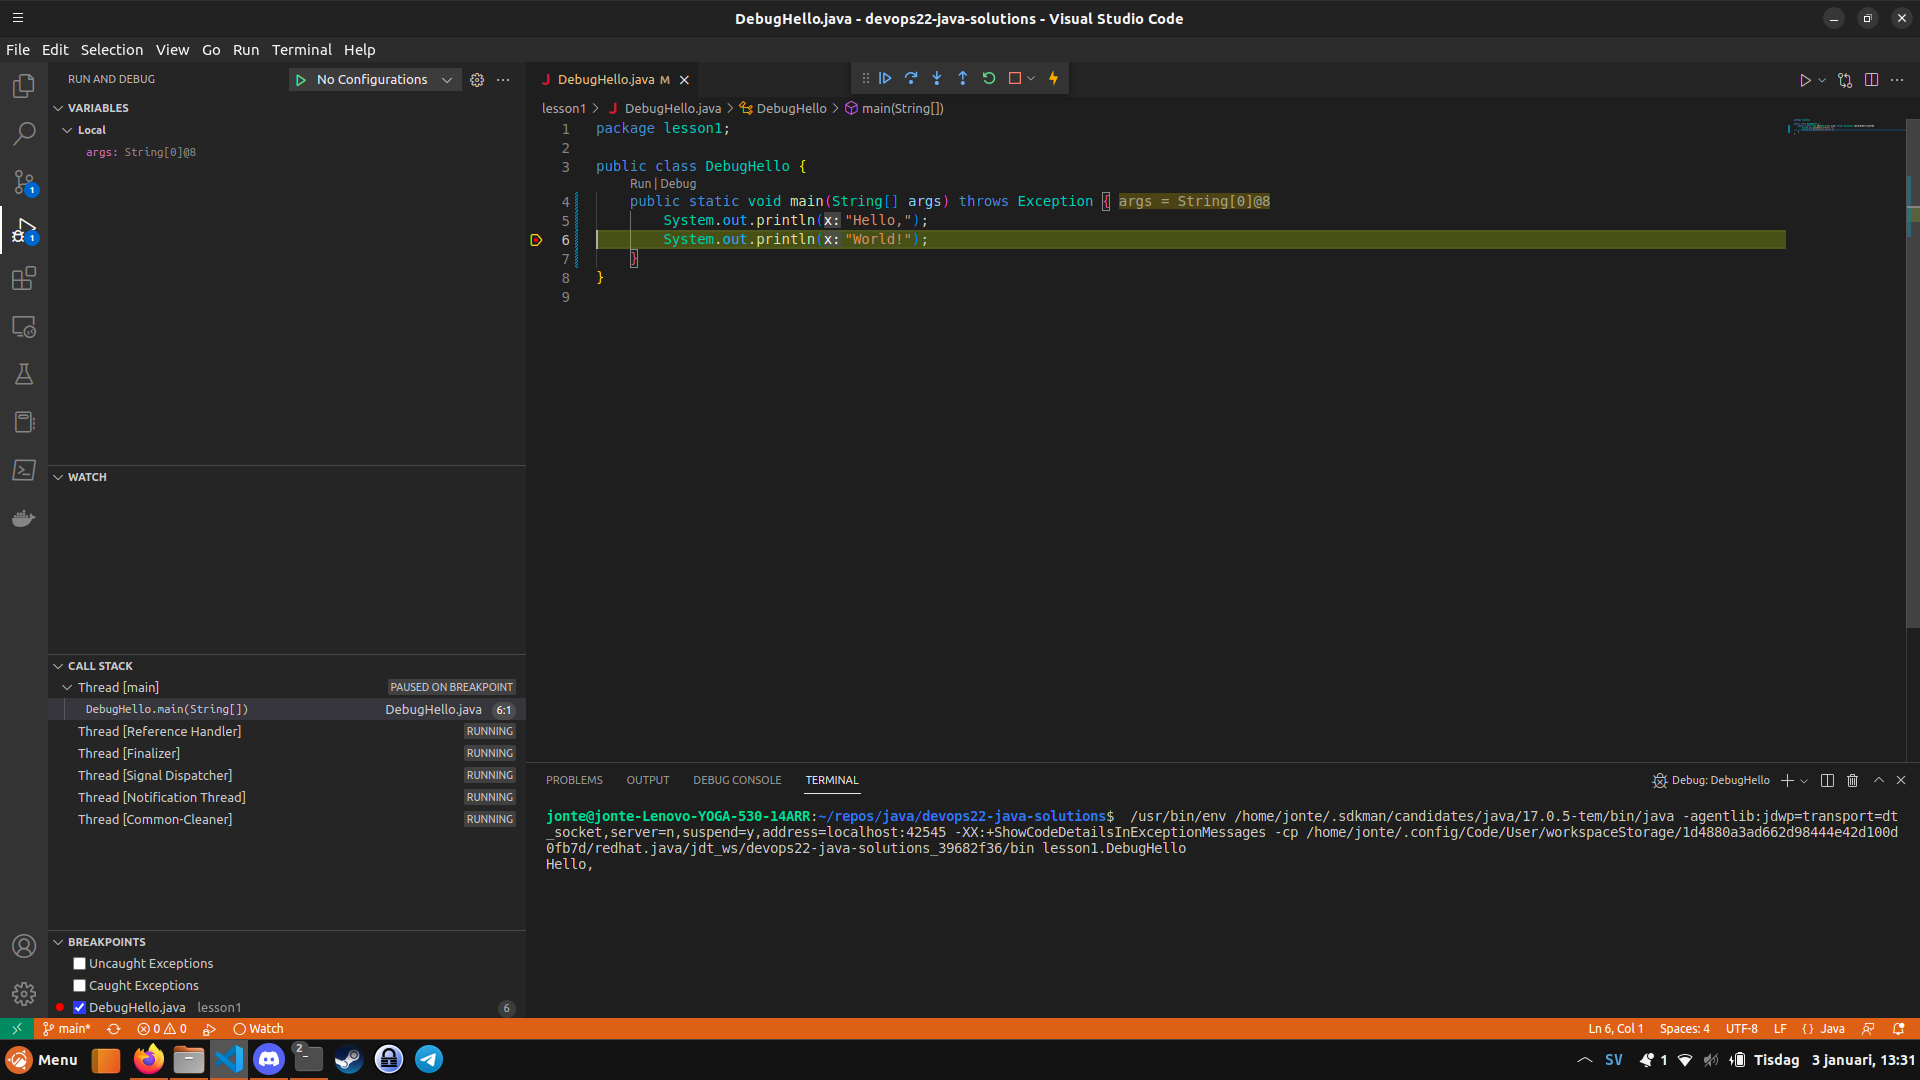 DebugHello.java - devops22-java-solutions - Visual Studio Code
File Edit Selection View Go Run Terminal Help
RUN AND DEBUG
No Configurations
VARIABLES
Local
args: String[0]@8
WATCH
CALL STACK
Thread [main] PAUSED ON BREAKPOINT
DebugHello.main(String[]) DebugHello.java 6:1
Thread [Reference Handler] RUNNING
Thread [Finalizer] RUNNING
Thread [Signal Dispatcher] RUNNING
Thread [Notification Thread] RUNNING
Thread [Common-Cleaner] RUNNING
BREAKPOINTS
Uncaught Exceptions
Caught Exceptions
DebugHello.java lesson1 6
1
1
DebugHello.java M
lesson1 > DebugHello.java > DebugHello > main(String[])
1 package lesson1;
2
3 public class DebugHello {
Run | Debug
4 public static void main(String[] args) throws Exception { args = String[0]@8
5 System.out.println(x: "Hello,");
6 System.out.println(x: "World!");
7 }
8 }
9
PROBLEMS OUTPUT DEBUG CONSOLE TERMINAL
Debug: DebugHello
jonte@jonte-Lenovo-YOGA-530-14ARR:~/repos/java/devops22-java-solutions$ /usr/bin/env /home/jonte/.sdkman/candidates/java/17.0.5-tem/bin/java -agentlib:jdwp=transport=dt
_socket,server=n,suspend=y,address=localhost:42545 -XX:+ShowCodeDetailsInExceptionMessages -cp /home/jonte/.config/Code/User/workspaceStorage/1d4880a3ad662d98444e42d100d
0fb7d/redhat.java/jdt_ws/devops22-java-solutions_39682f36/bin lesson1.DebugHello
Hello,
main* 0 0 Watch
Ln 6, Col 1 Spaces: 4 UTF-8 LF {} Java
Menu 2
SV 1 Tisdag 3 januari, 13:31